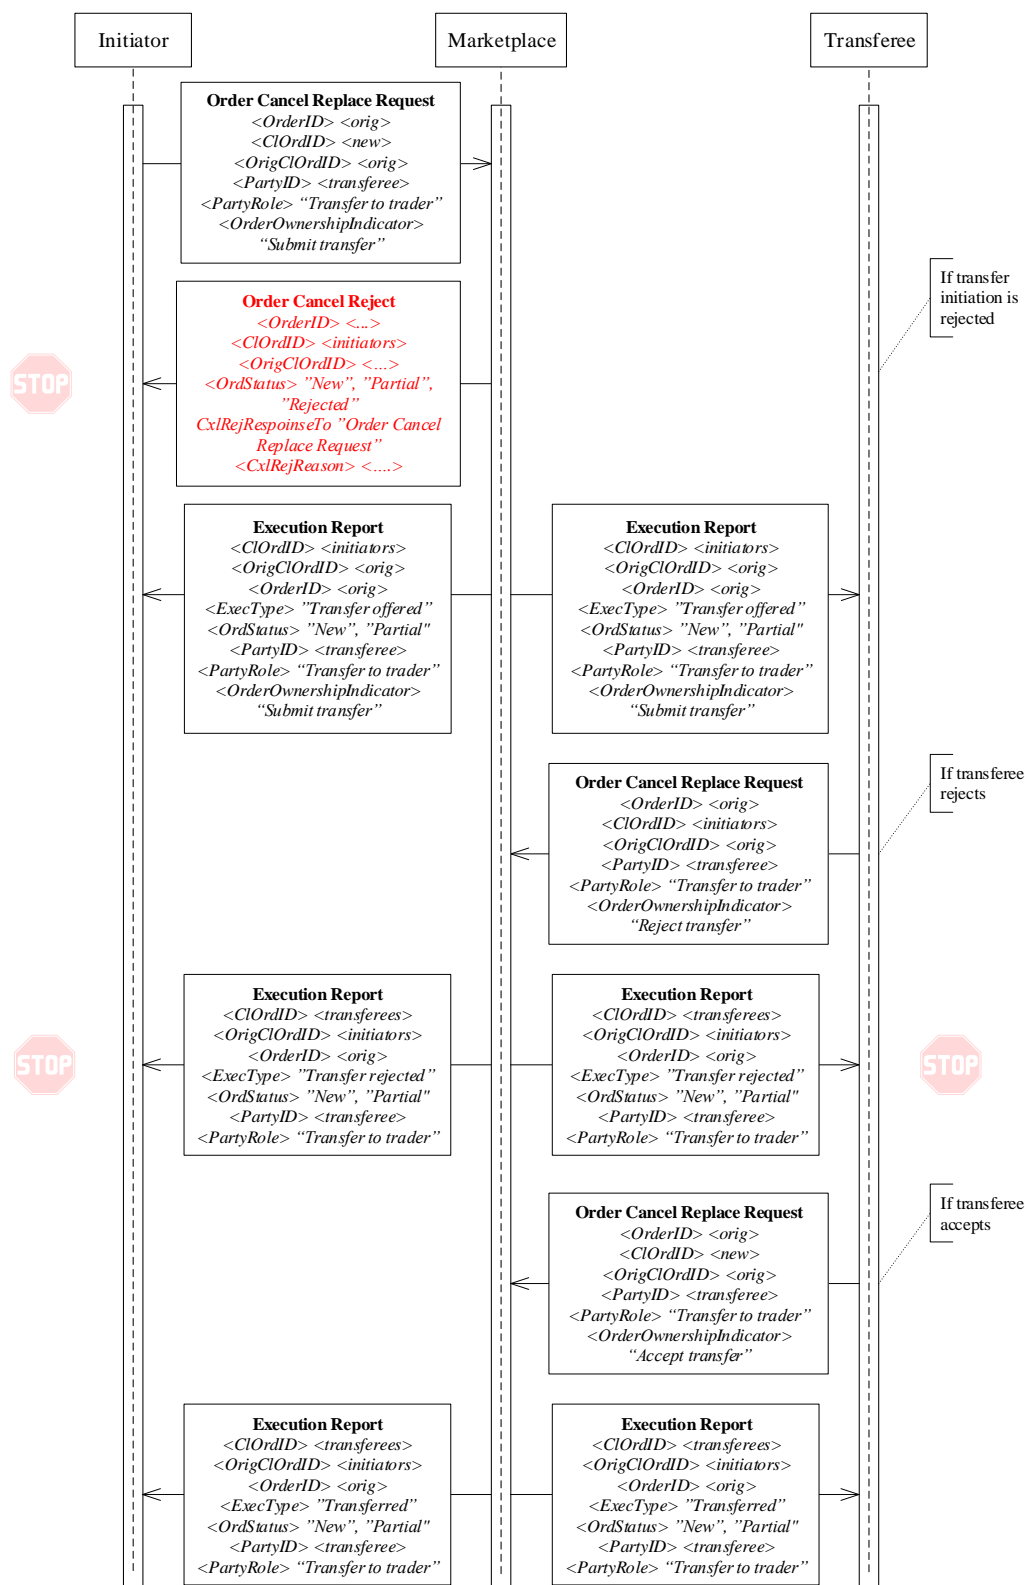 Initiator
Marketplace
Transferee
Order Cancel Replace Request
<OrderID> <orig>
<ClOrdID> <new>
<OrigClOrdID> <orig>
<PartyID> <transferee>
<PartyRole> “Transfer to trader”
<OrderOwnershipIndicator>
“Submit transfer”
If transfer
initiation is
rejected
Order Cancel Reject
<OrderID> <...>
<ClOrdID> <initiators>
<OrigClOrdID> <...>
<OrdStatus> ”New”, ”Partial”,
”Rejected”
CxlRejRespoinseTo ”Order Cancel
Replace Request”
<CxlRejReason> <....>
STOP
Execution Report
<ClOrdID> <initiators>
<OrigClOrdID> <orig>
<OrderID> <orig>
<ExecType> ”Transfer offered”
<OrdStatus> ”New”, ”Partial"
<PartyID> <transferee>
<PartyRole> “Transfer to trader”
<OrderOwnershipIndicator>
“Submit transfer”
Execution Report
<ClOrdID> <initiators>
<OrigClOrdID> <orig>
<OrderID> <orig>
<ExecType> ”Transfer offered”
<OrdStatus> ”New”, ”Partial"
<PartyID> <transferee>
<PartyRole> “Transfer to trader”
<OrderOwnershipIndicator>
“Submit transfer”
If transferee
rejects
Order Cancel Replace Request
<OrderID> <orig>
<ClOrdID> <initiators>
<OrigClOrdID> <orig>
<PartyID> <transferee>
<PartyRole> “Transfer to trader”
<OrderOwnershipIndicator>
“Reject transfer”
STOP
Execution Report
<ClOrdID> <transferees>
<OrigClOrdID> <initiators>
<OrderID> <orig>
<ExecType> ”Transfer rejected”
<OrdStatus> ”New”, ”Partial"
<PartyID> <transferee>
<PartyRole> “Transfer to trader”
Execution Report
<ClOrdID> <transferees>
<OrigClOrdID> <initiators>
<OrderID> <orig>
<ExecType> ”Transfer rejected”
<OrdStatus> ”New”, ”Partial"
<PartyID> <transferee>
<PartyRole> “Transfer to trader”
STOP
If transferee
accepts
Order Cancel Replace Request
<OrderID> <orig>
<ClOrdID> <new>
<OrigClOrdID> <orig>
<PartyID> <transferee>
<PartyRole> “Transfer to trader”
<OrderOwnershipIndicator>
“Accept transfer”
Execution Report
<ClOrdID> <transferees>
<OrigClOrdID> <initiators>
<OrderID> <orig>
<ExecType> ”Transferred”
<OrdStatus> ”New”, ”Partial"
<PartyID> <transferee>
<PartyRole> “Transfer to trader”
Execution Report
<ClOrdID> <transferees>
<OrigClOrdID> <initiators>
<OrderID> <orig>
<ExecType> ”Transferred”
<OrdStatus> ”New”, ”Partial"
<PartyID> <transferee>
<PartyRole> “Transfer to trader”